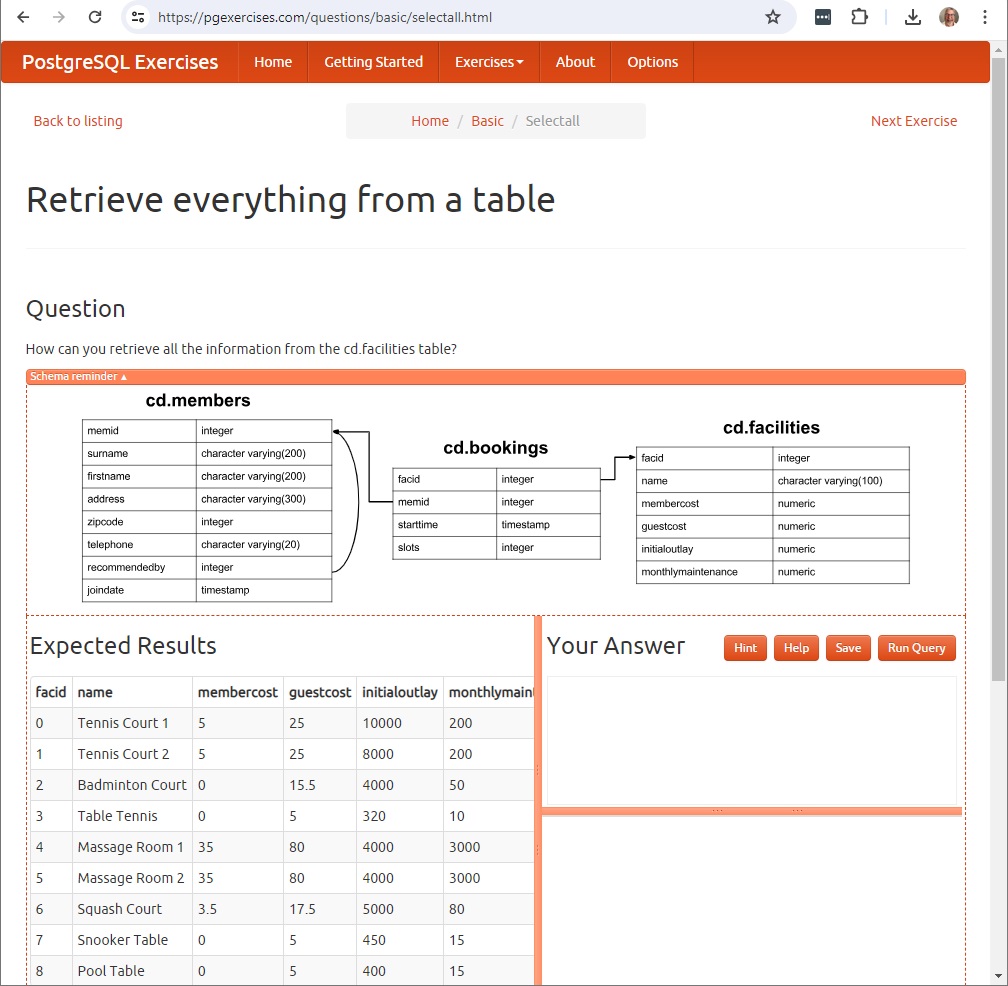 https://pgexercises.com/questions/basic/selectall.html
PostgreSQL Exercises Home Getting Started Exercises About Options
Back to listing Home / Basic / Selectall Next Exercise
Retrieve everything from a table
Question
How can you retrieve all the information from the cd.facilities table?
Schema reminder ▴
cd.members
memid integer
surname character varying(200)
firstname character varying(200)
address character varying(300)
zipcode integer
telephone character varying(20)
recommendedby integer
joindate timestamp
cd.bookings
facid integer
memid integer
starttime timestamp
slots integer
cd.facilities
facid integer
name character varying(100)
membercost numeric
guestcost numeric
initialoutlay numeric
monthlymaintenance numeric
Expected Results
facid name membercost guestcost initialoutlay monthlymain
0 Tennis Court 1 5 25 10000 200
1 Tennis Court 2 5 25 8000 200
2 Badminton Court 0 15.5 4000 50
3 Table Tennis 0 5 320 10
4 Massage Room 1 35 80 4000 3000
5 Massage Room 2 35 80 4000 3000
6 Squash Court 3.5 17.5 5000 80
7 Snooker Table 0 5 450 15
8 Pool Table 0 5 400 15
Your Answer Hint Help Save Run Query